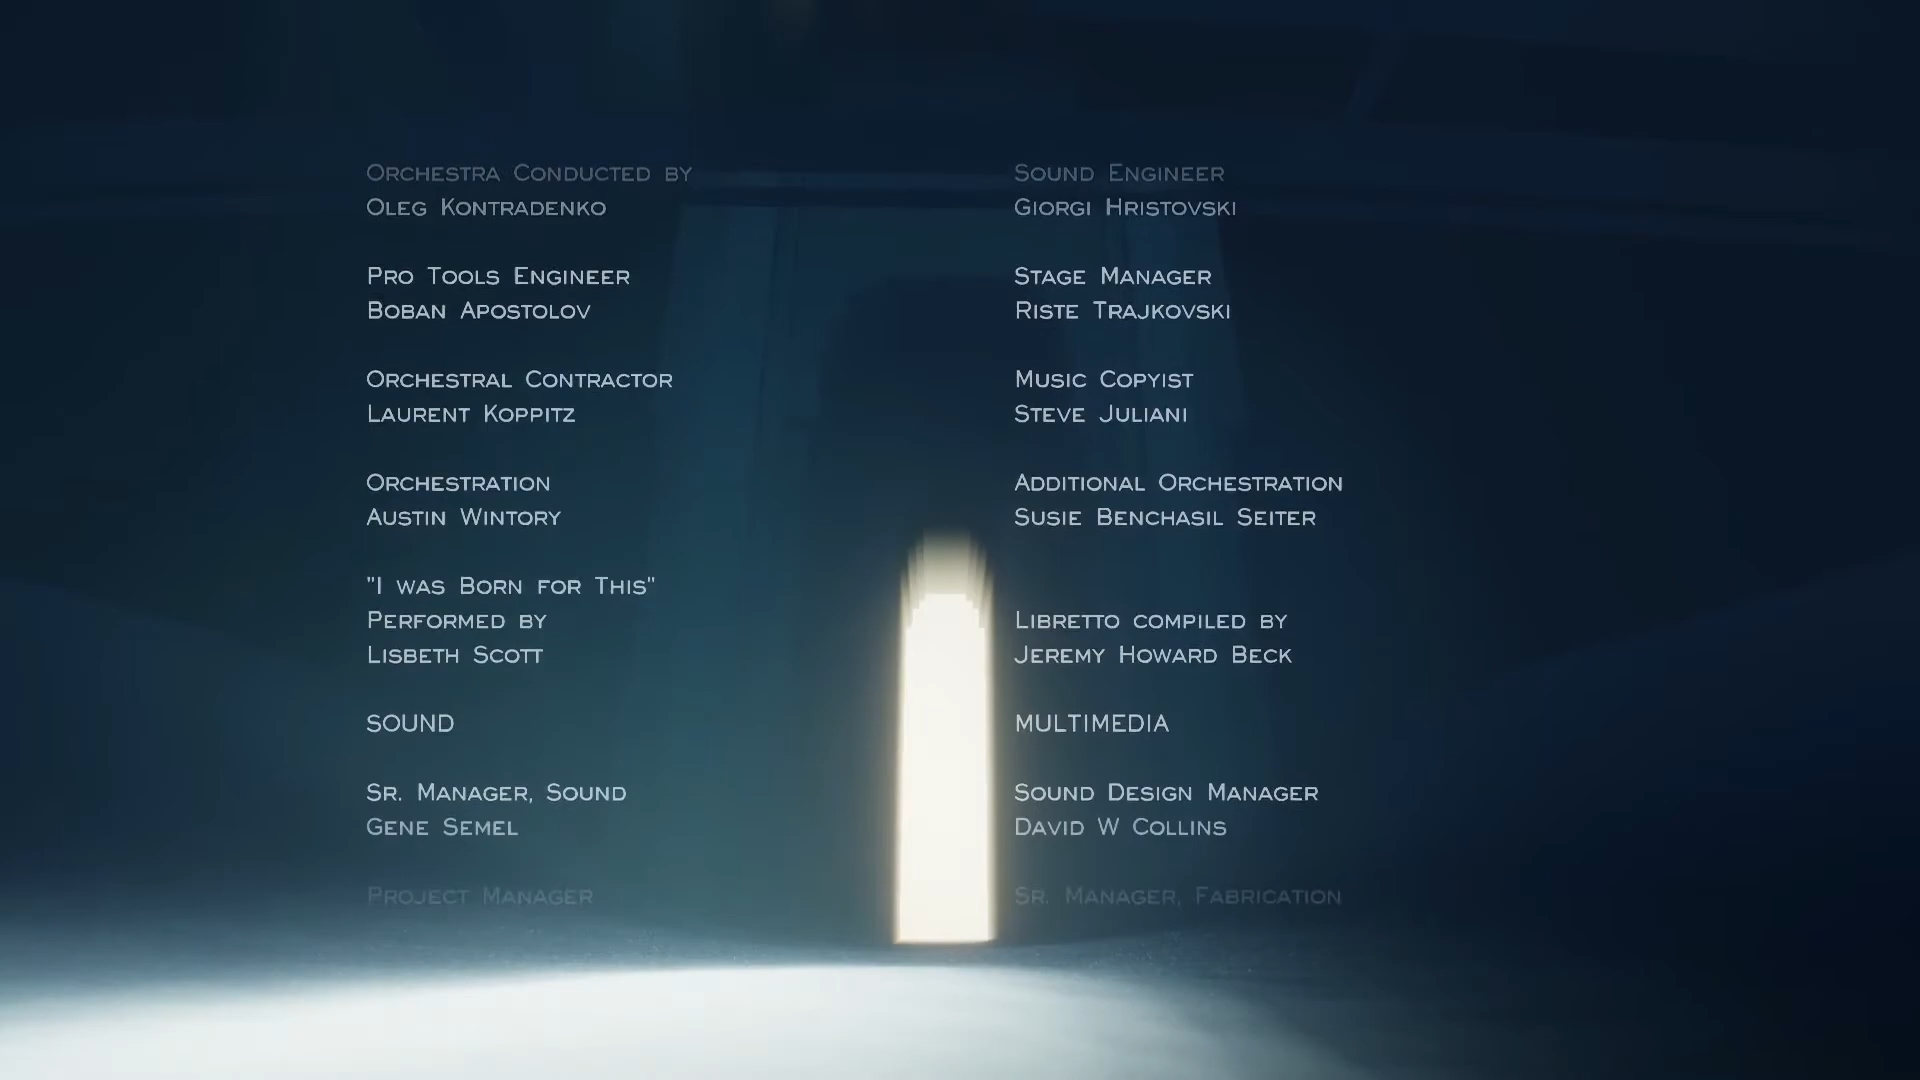 Orchestra Conducted by
Oleg Kontradenko
Sound Engineer
Giorgi Hristovski
Pro Tools Engineer
Boban Apostolov
Stage Manager
Riste Trajkovski
Orchestral Contractor
Laurent Koppitz
Music Copyist
Steve Juliani
Orchestration
Austin Wintory
Additional Orchestration
Susie Benchasil Seiter
"I was Born for This"
Performed by
Lisbeth Scott
Libretto compiled by
Jeremy Howard Beck
SOUND
MULTIMEDIA
Sr. Manager, Sound
Gene Semel
Sound Design Manager
David W Collins
Project Manager
Sr. Manager, Fabrication